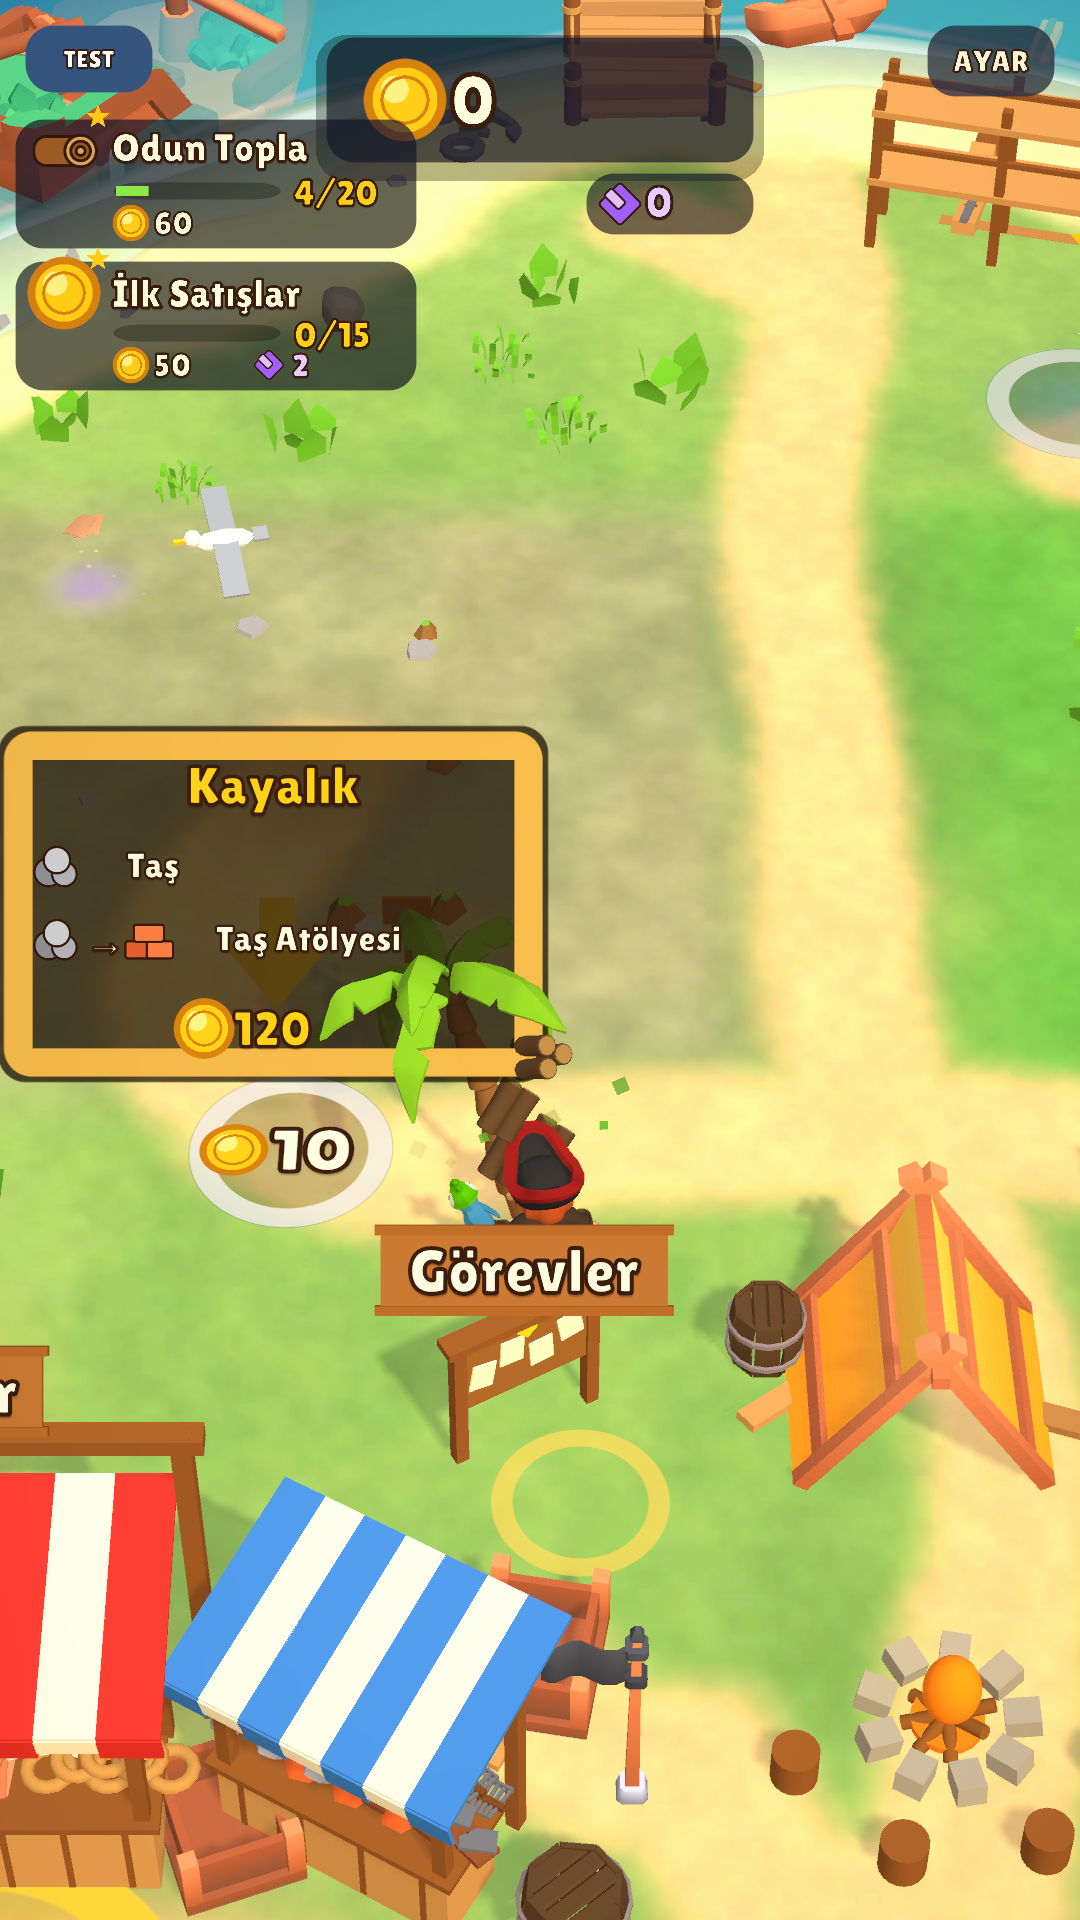 TEST
0
AYAR
Odun Topla
4/20
60
0
İlk Satışlar
0/15
50
2
Kayalık
Taş
→ Taş Atölyesi
120
10
Görevler
r